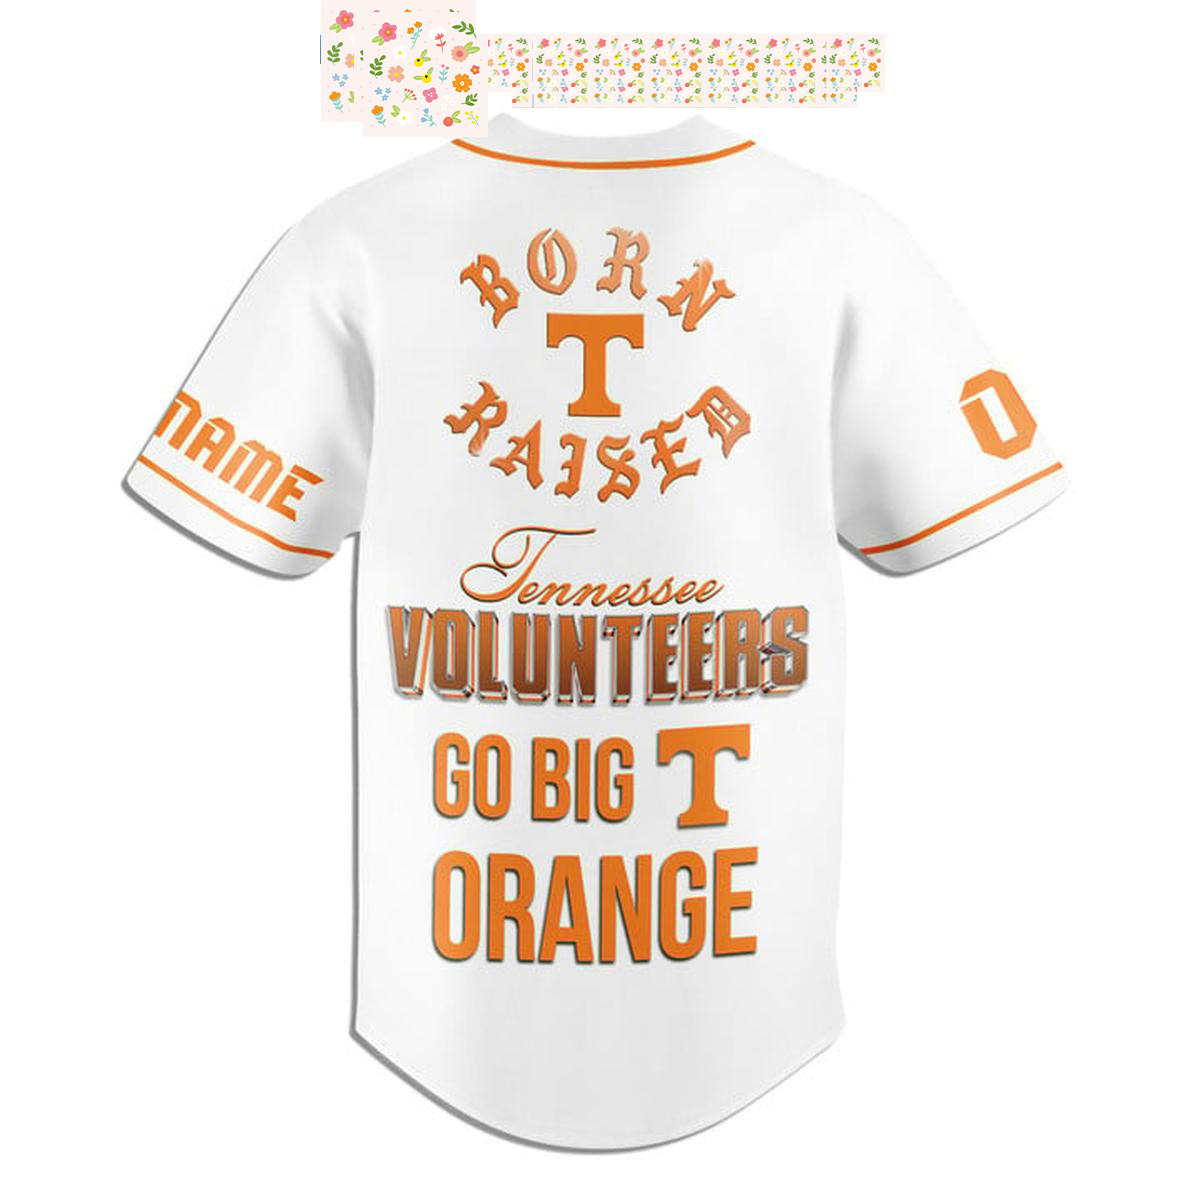 BORN
T
RAISED
NAME
0
Tennessee
VOLUNTEERS
GO BIG T
ORANGE